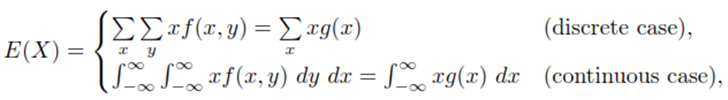 E(X) = { ∑_x ∑_y x f(x, y) = ∑_x x g(x) (discrete case),
∫_{−∞}^{∞} ∫_{−∞}^{∞} x f(x, y) dy dx = ∫_{−∞}^{∞} x g(x) dx (continuous case),